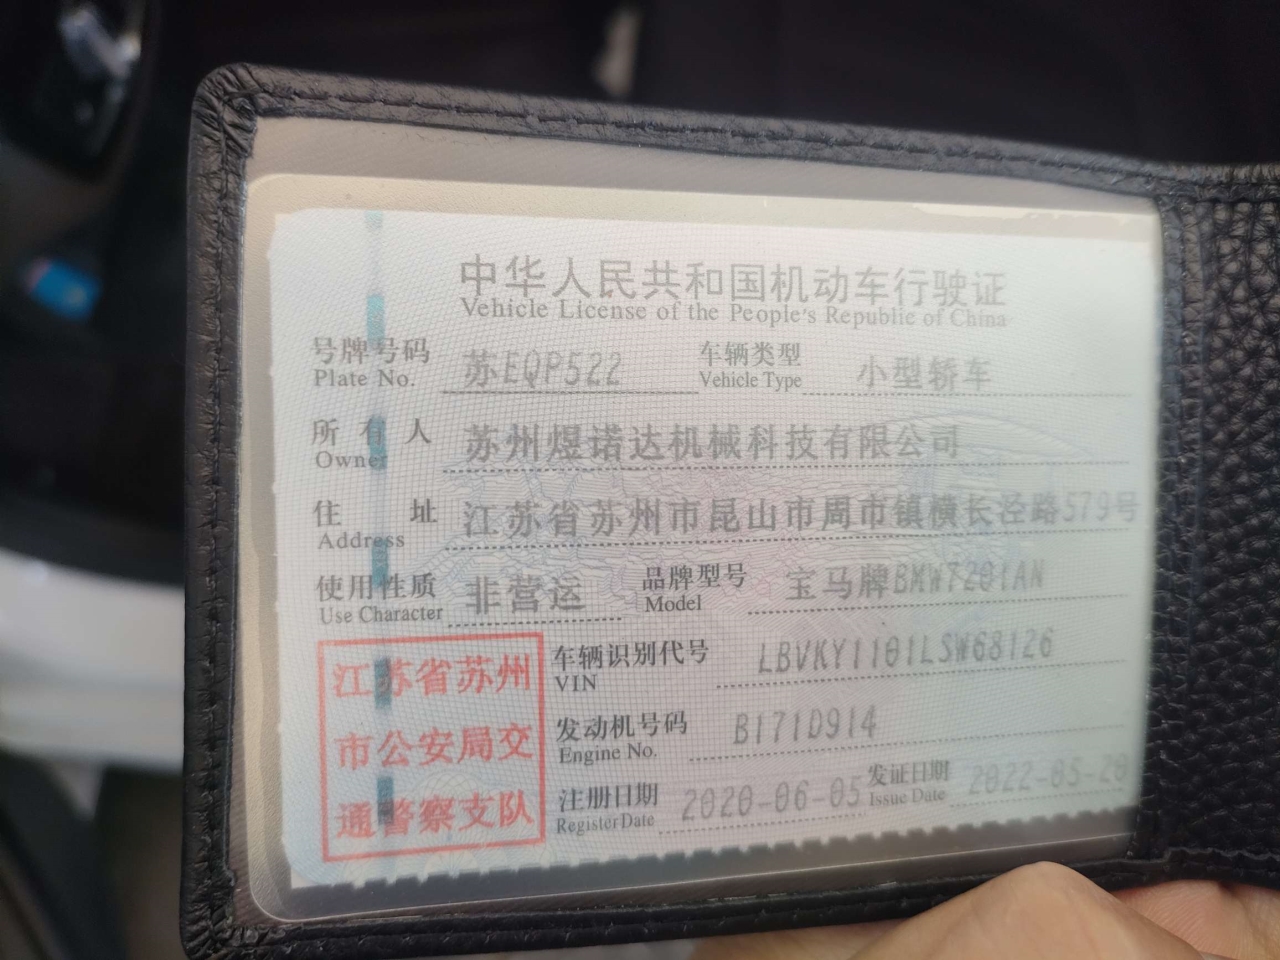 中华人民共和国机动车行驶证
Vehicle License of the People's Republic of China
号牌号码 苏EQP522 车辆类型 小型轿车
Plate No. Vehicle Type
所有人 苏州煜诺达机械科技有限公司
Owner
住址 江苏省苏州市昆山市周市镇横长泾路579号
Address
使用性质 非营运 品牌型号 宝马牌BMW7201AN
Use Character Model
江苏省苏州
市公安局交
通警察支队
车辆识别代号 LBVKY1101LSW68126
VIN
发动机号码 B171D914
Engine No.
注册日期 2020-06-05 发证日期 2022-05-20
Register Date Issue Date